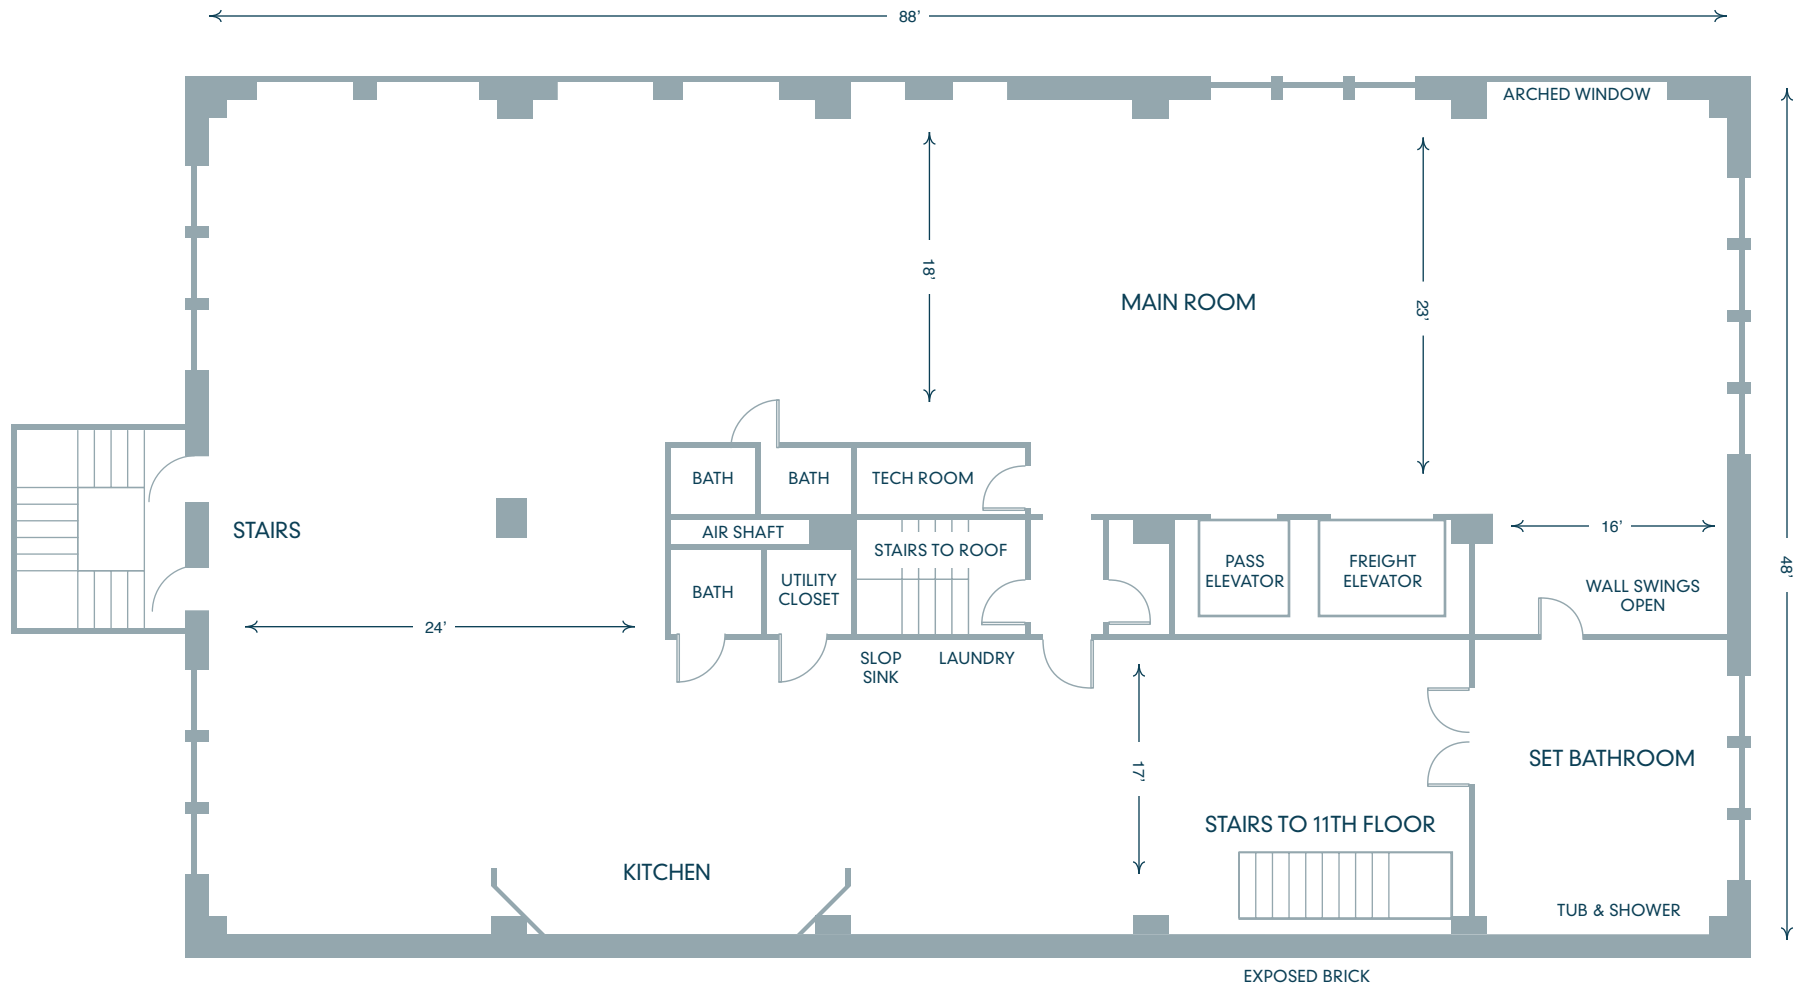 88’
ARCHED WINDOW
18’
MAIN ROOM
23’
48’
BATH
BATH
TECH ROOM
STAIRS
AIR SHAFT
STAIRS TO ROOF
16’
PASS
ELEVATOR
FREIGHT
ELEVATOR
WALL SWINGS
OPEN
BATH
UTILITY
CLOSET
24’
SLOP
SINK
LAUNDRY
17’
SET BATHROOM
STAIRS TO 11TH FLOOR
KITCHEN
TUB & SHOWER
EXPOSED BRICK